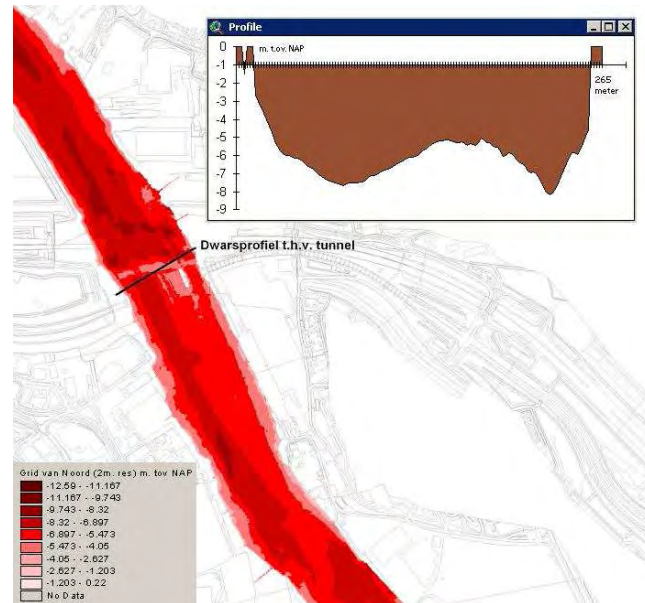 Profile
m. t.o.v. NAP
0
-1
-2
-3
-4
-5
-6
-7
-8
-9
265
meter
Dwarsprofiel t.h.v. tunnel
Grid van Noord (2m. res) m. tov NAP
-12.59 - -11.167
-11.167 - -9.743
-9.743 - -8.32
-8.32 - -6.897
-6.897 - -5.473
-5.473 - -4.05
-4.05 - -2.627
-2.627 - -1.203
-1.203 - 0.22
No Data